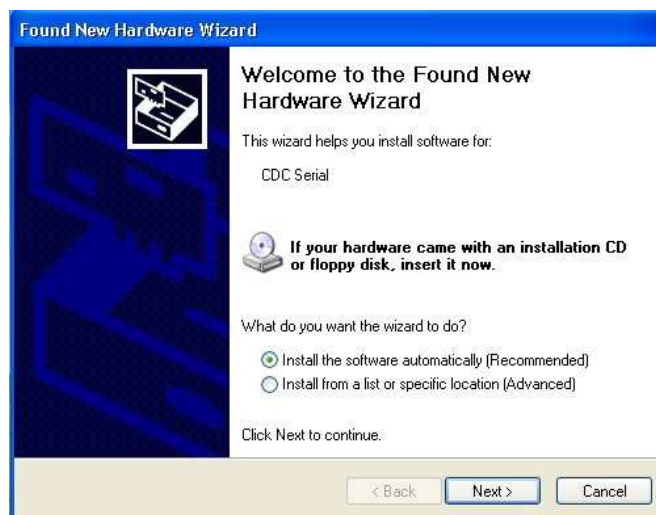 Found New Hardware Wizard
Welcome to the Found New
Hardware Wizard
This wizard helps you install software for:
CDC Serial
If your hardware came with an installation CD
or floppy disk, insert it now.
What do you want the wizard to do?
Install the software automatically (Recommended)
Install from a list or specific location (Advanced)
Click Next to continue.
< Back Next > Cancel